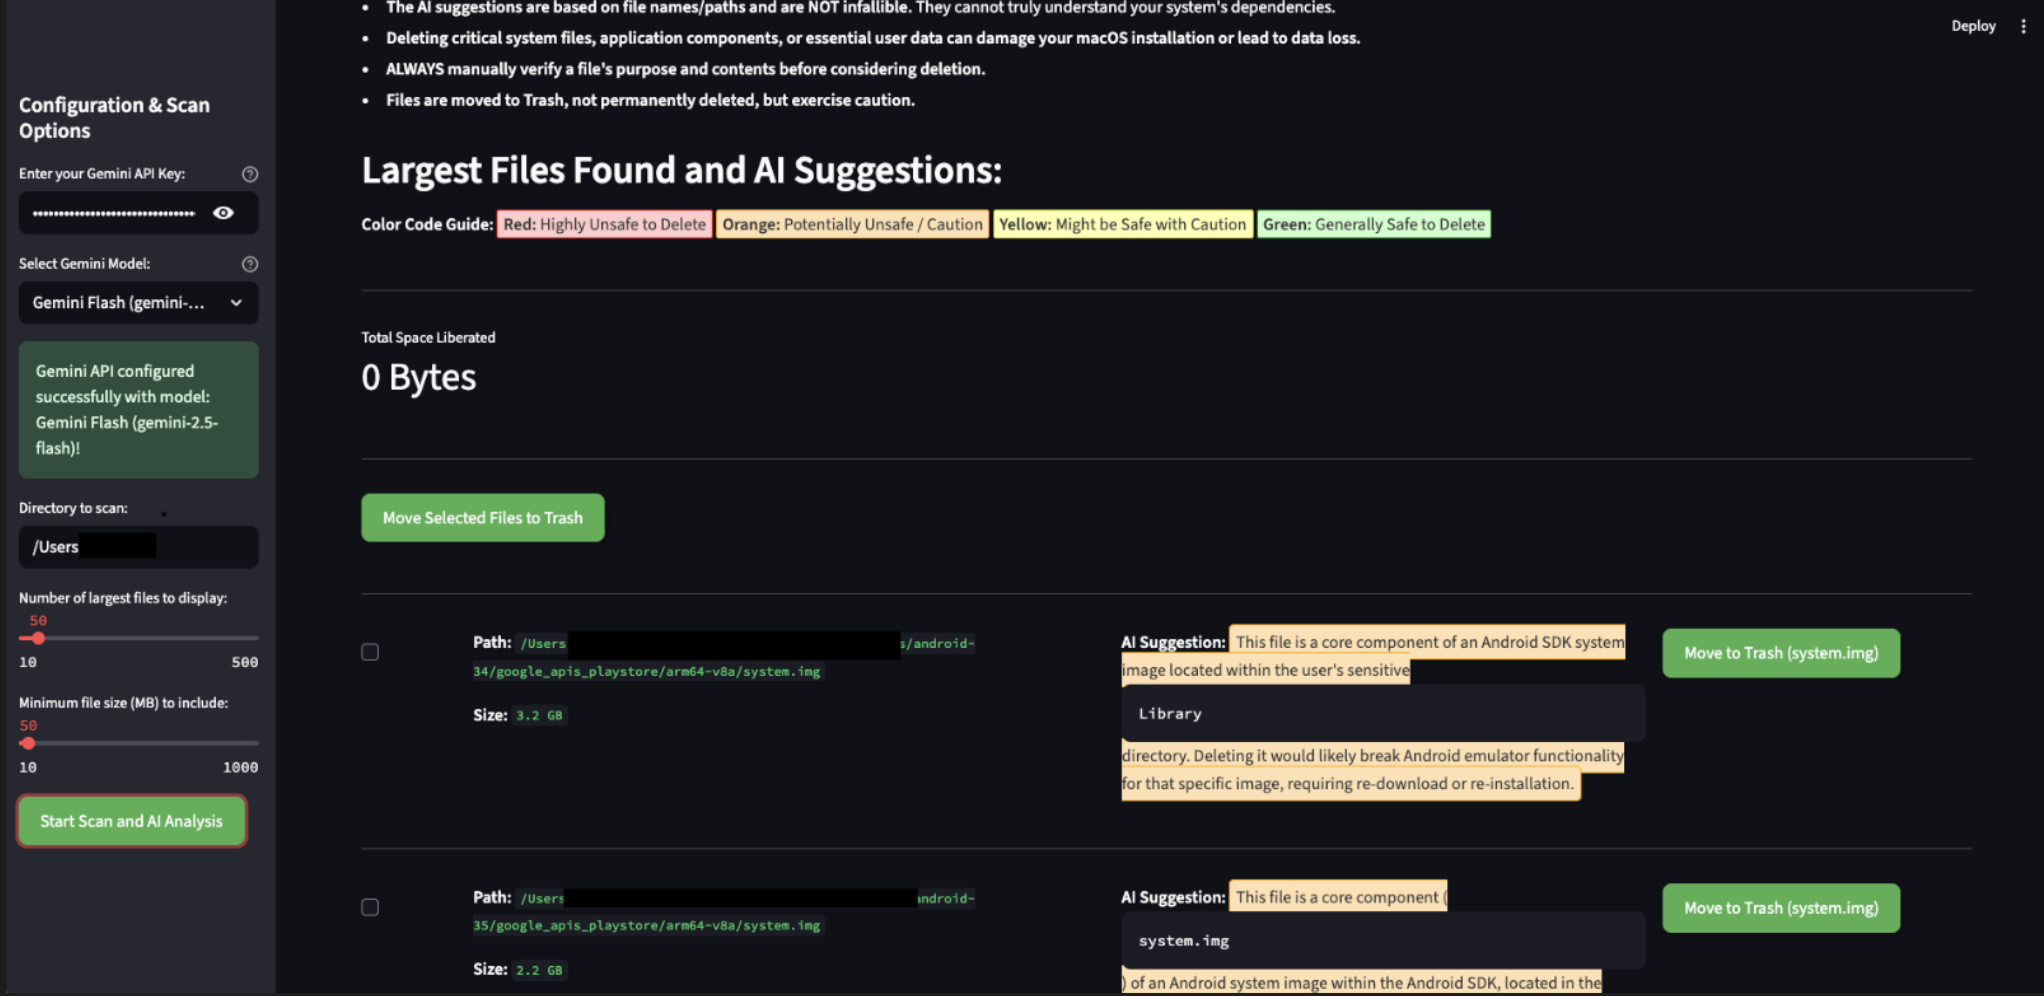 The AI suggestions are based on file names/paths and are NOT infallible. They cannot truly understand your system's dependencies.
Deploy
Deleting critical system files, application components, or essential user data can damage your macOS installation or lead to data loss.
ALWAYS manually verify a file's purpose and contents before considering deletion.
Files are moved to Trash, not permanently deleted, but exercise caution.
Configuration & Scan
Options
Enter your Gemini API Key:
Select Gemini Model:
Gemini Flash (gemini-...
Gemini API configured
successfully with model:
Gemini Flash (gemini-2.5-
flash)!
Directory to scan:
/Users
Number of largest files to display:
50
10 500
Minimum file size (MB) to include:
50
10 1000
Start Scan and AI Analysis
Largest Files Found and AI Suggestions:
Color Code Guide: Red: Highly Unsafe to Delete Orange: Potentially Unsafe / Caution Yellow: Might be Safe with Caution Green: Generally Safe to Delete
Total Space Liberated
0 Bytes
Move Selected Files to Trash
Path: /Users s/android-
34/google_apis_playstore/arm64-v8a/system.img
Size: 3.2 GB
AI Suggestion: This file is a core component of an Android SDK system
image located within the user's sensitive
Library
directory. Deleting it would likely break Android emulator functionality
for that specific image, requiring re-download or re-installation.
Move to Trash (system.img)
Path: /Users android-
35/google_apis_playstore/arm64-v8a/system.img
Size: 2.2 GB
AI Suggestion: This file is a core component (
system.img
) of an Android system image within the Android SDK, located in the
Move to Trash (system.img)